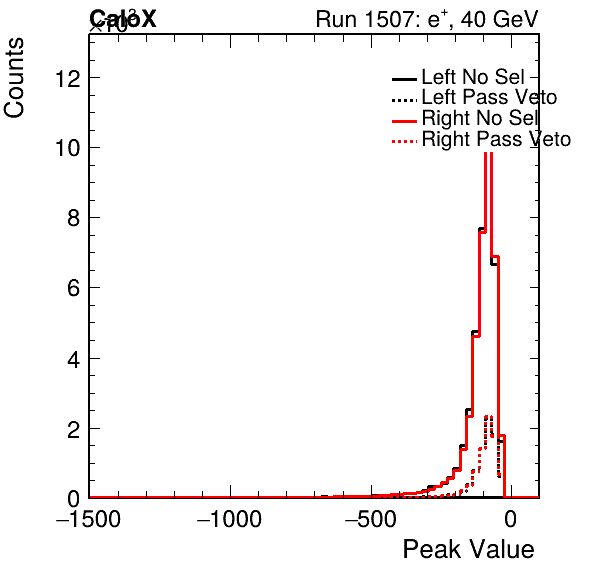 CaloX
×10³
Run 1507: e⁺, 40 GeV
Counts
12
10
8
6
4
2
0
Left No Sel
Left Pass Veto
Right No Sel
Right Pass Veto
−1500 −1000 −500 0
Peak Value